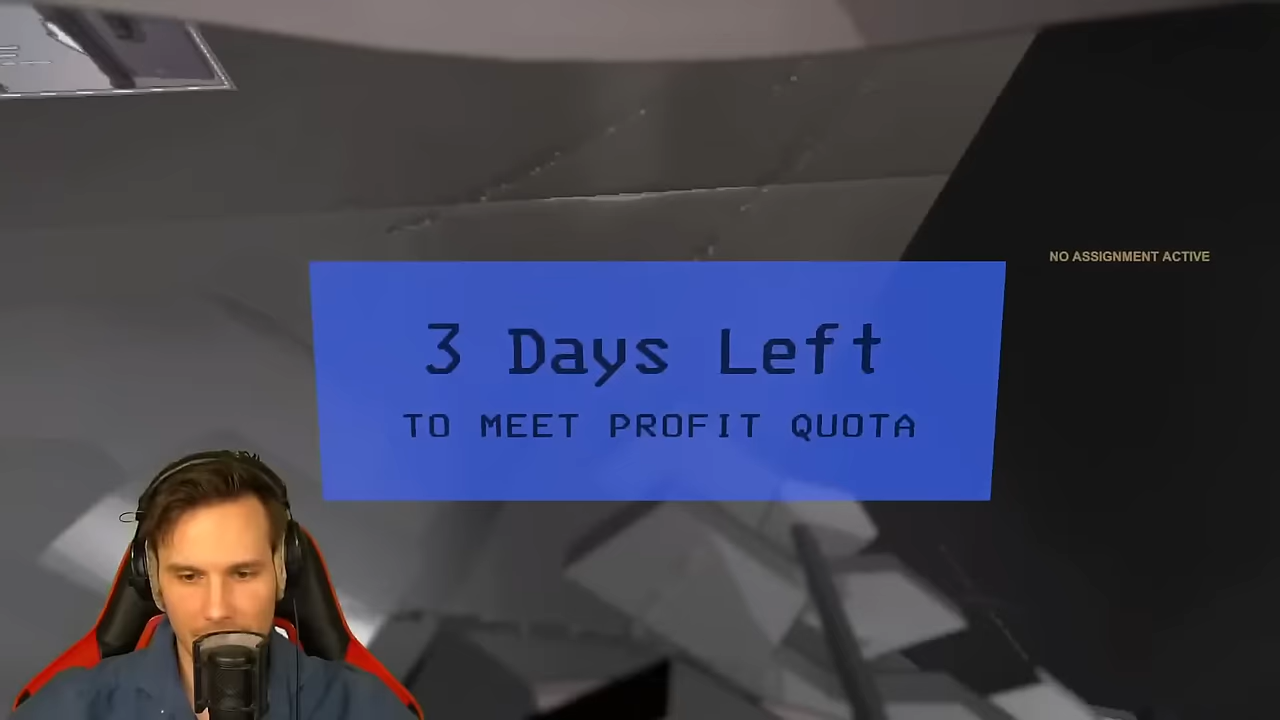 NO ASSIGNMENT ACTIVE
3 Days Left
TO MEET PROFIT QUOTA